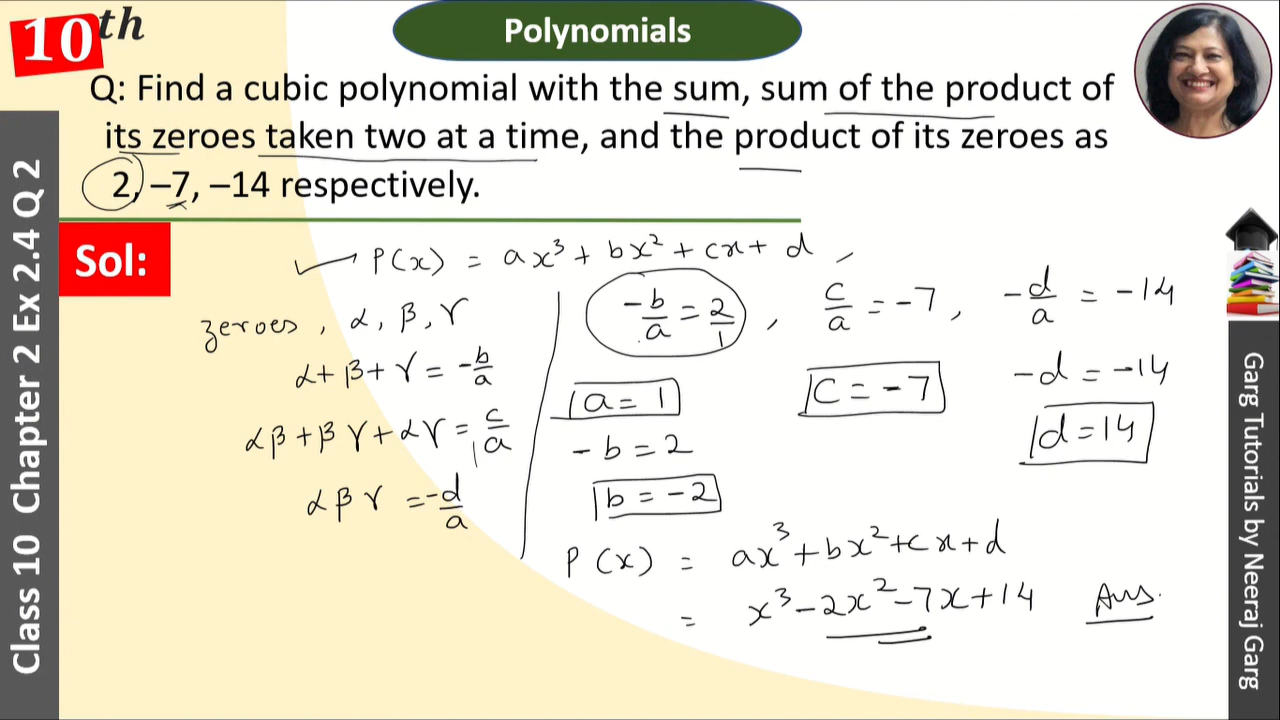 10th
Polynomials
Q: Find a cubic polynomial with the sum, sum of the product of
its zeroes taken two at a time, and the product of its zeroes as
2, –7, –14 respectively.
Sol:
P(x) = ax³ + bx² + cx + d,
zeroes, α, β, γ
α + β + γ = -b/a
αβ + βγ + αγ = c/a
αβγ = -d/a
-b/a = 2/1, c/a = -7, -d/a = -14
a = 1
-b = 2
b = -2
c = -7
-d = -14
d = 14
P(x) = ax³ + bx² + cx + d
= x³ - 2x² - 7x + 14 Ans.
Class 10 Chapter 2 Ex 2.4 Q 2
Garg Tutorials by Neeraj Garg